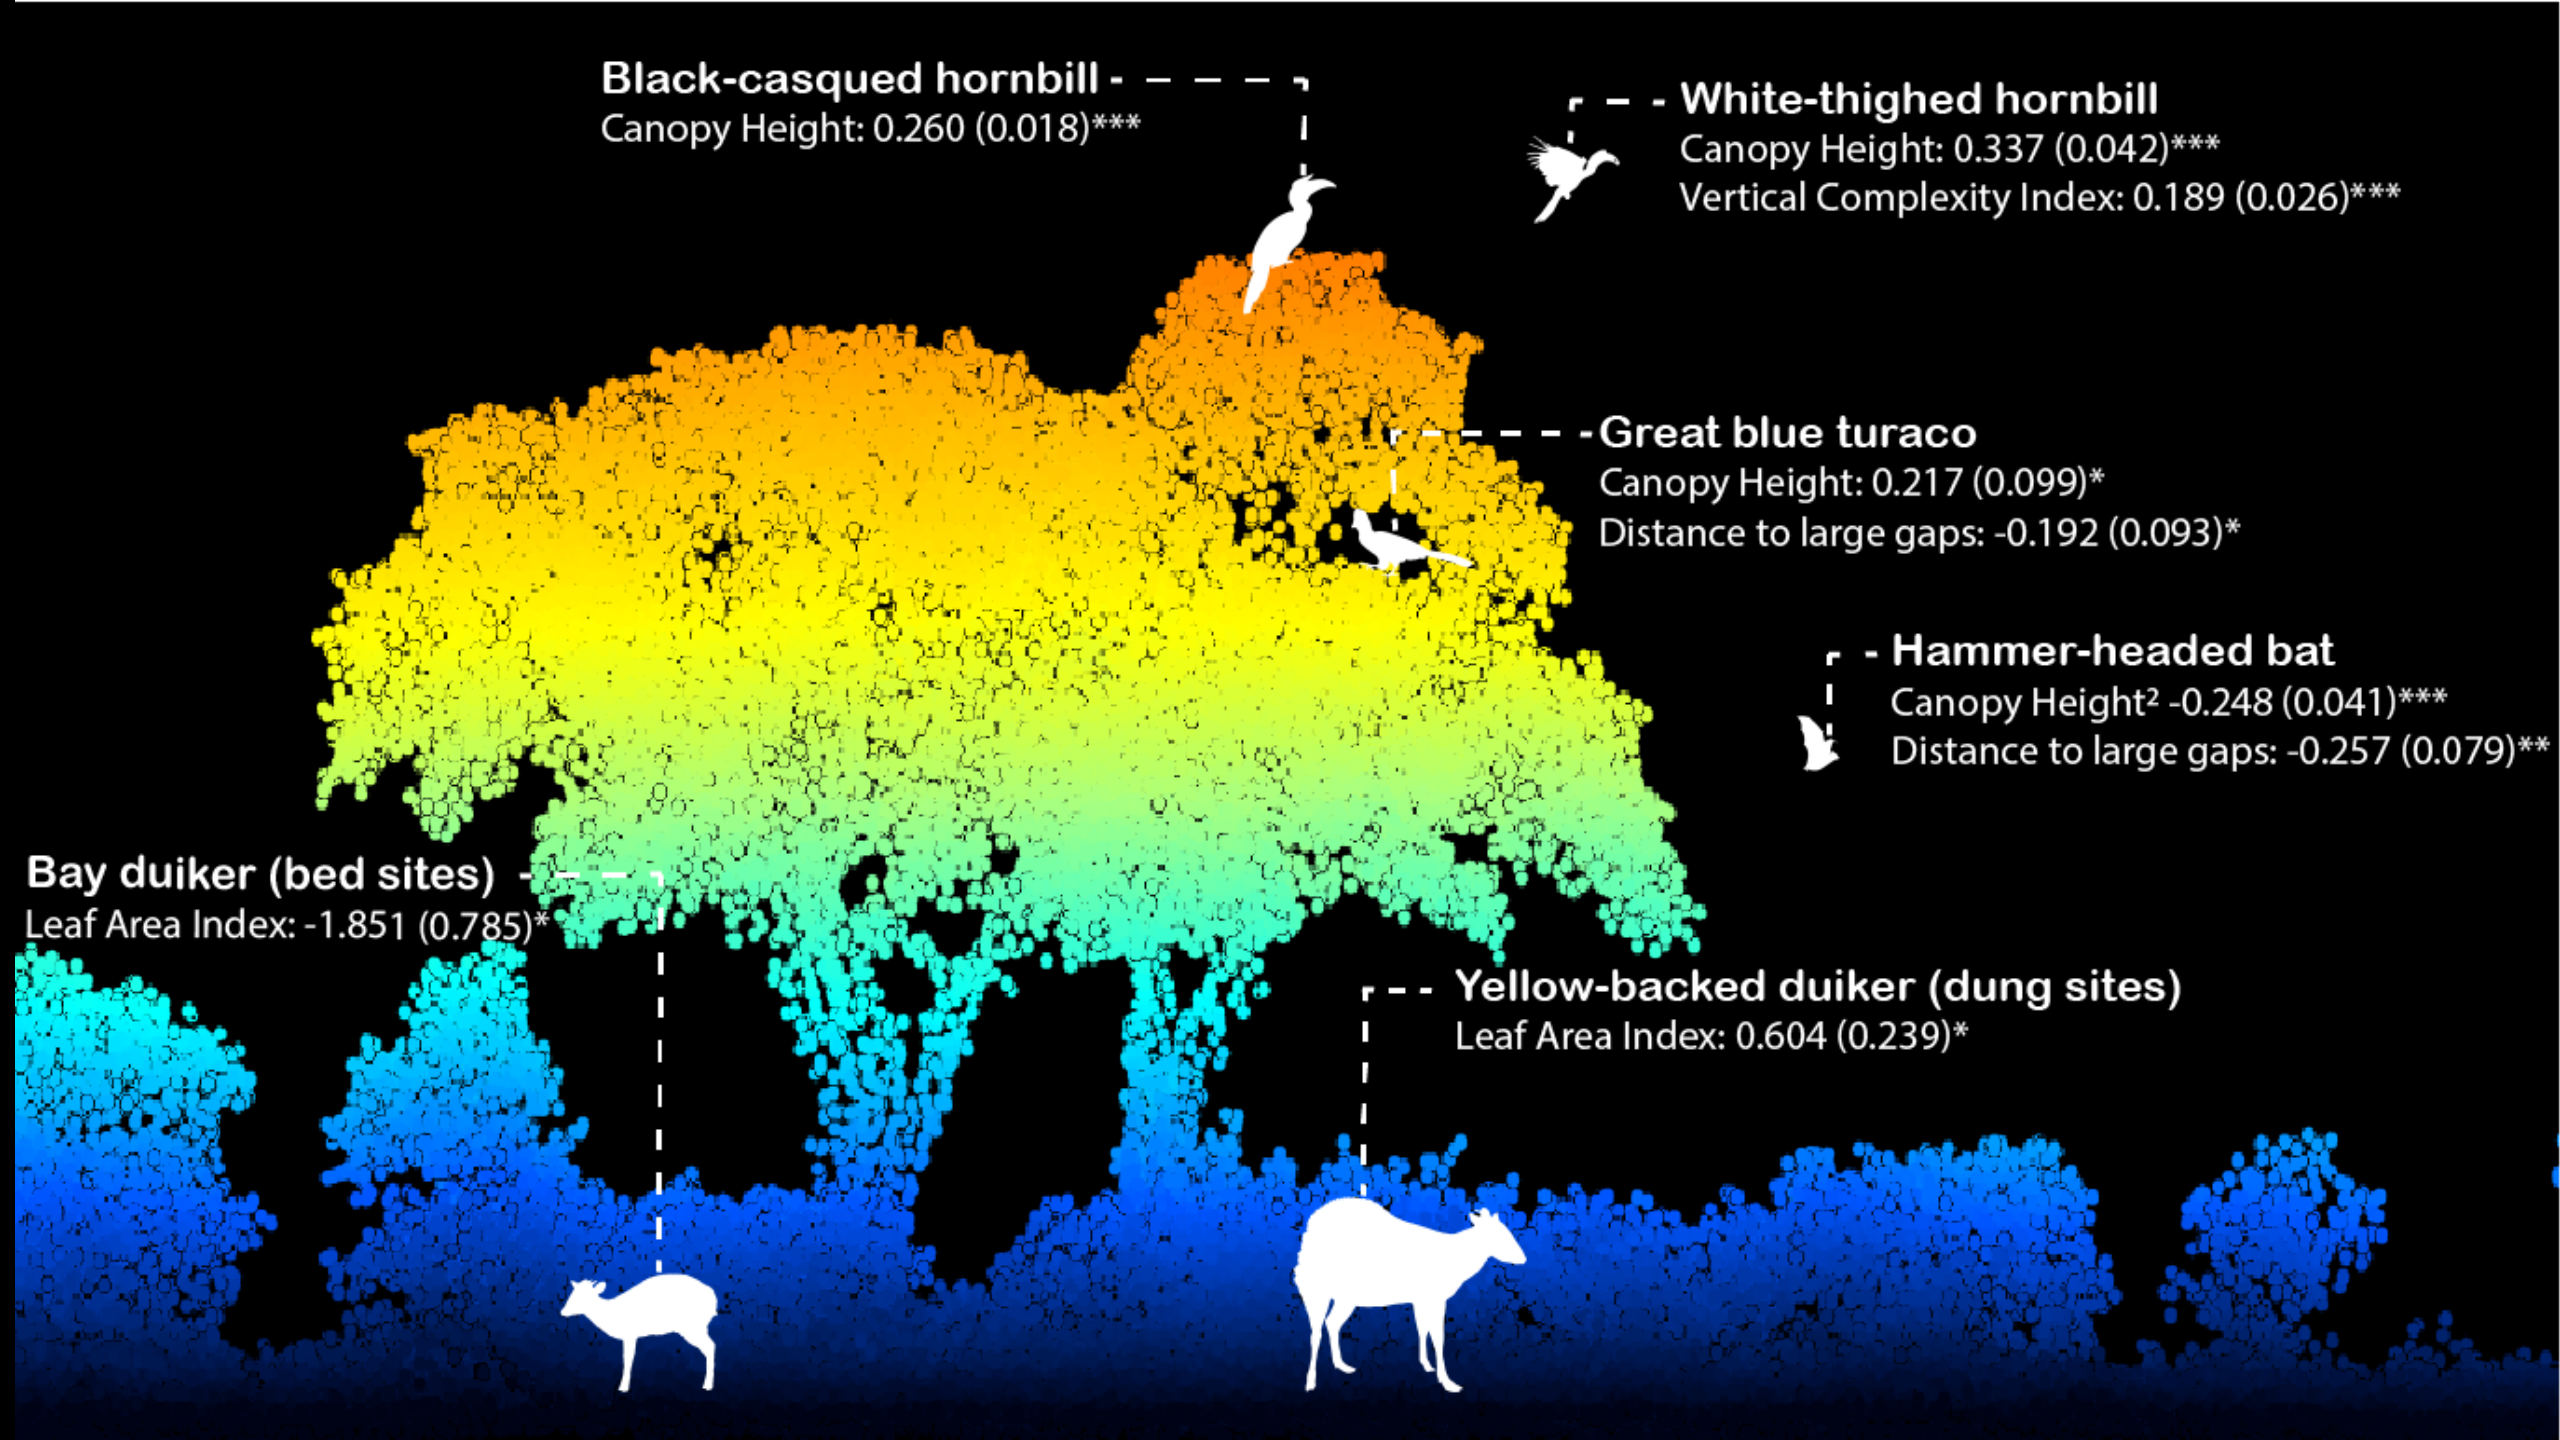 Black-casqued hornbill
Canopy Height: 0.260 (0.018)***
White-thighed hornbill
Canopy Height: 0.337 (0.042)***
Vertical Complexity Index: 0.189 (0.026)***
Great blue turaco
Canopy Height: 0.217 (0.099)*
Distance to large gaps: -0.192 (0.093)*
Hammer-headed bat
Canopy Height² -0.248 (0.041)***
Distance to large gaps: -0.257 (0.079)**
Bay duiker (bed sites)
Leaf Area Index: -1.851 (0.785)*
Yellow-backed duiker (dung sites)
Leaf Area Index: 0.604 (0.239)*